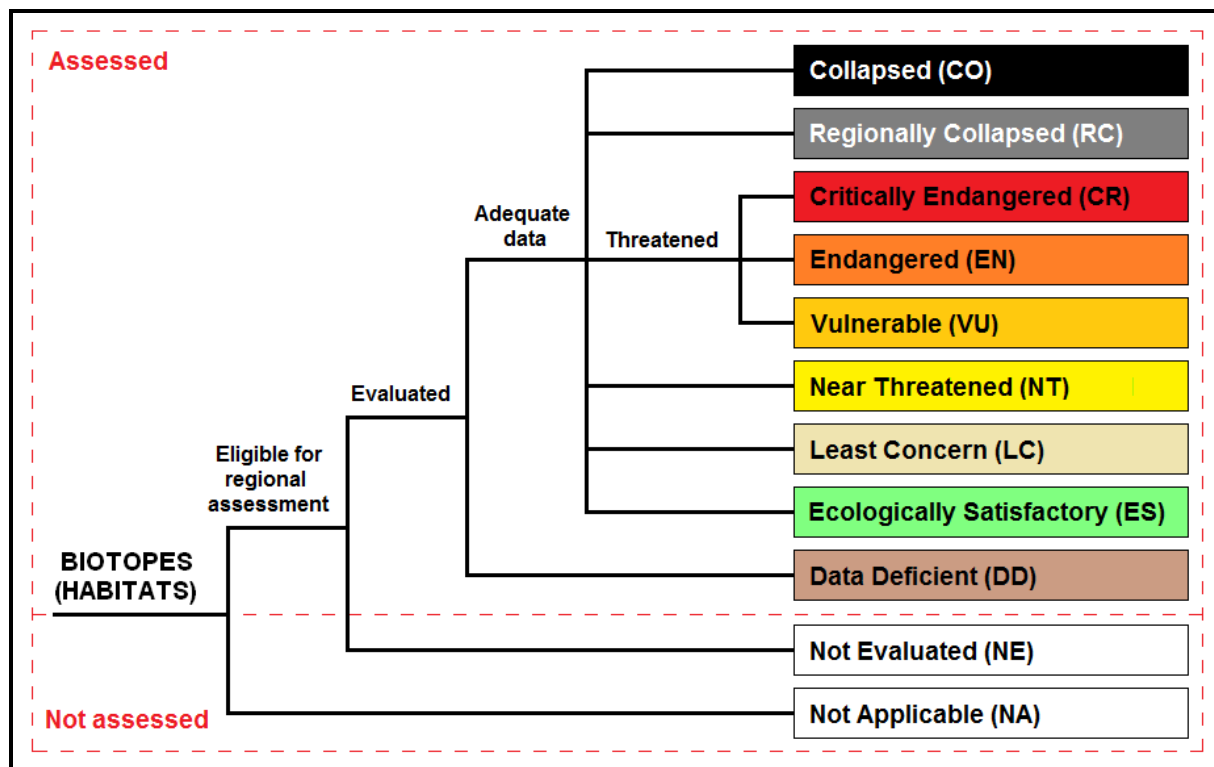 Assessed
Collapsed (CO)
Regionally Collapsed (RC)
Critically Endangered (CR)
Adequate
data
Threatened
Endangered (EN)
Vulnerable (VU)
Evaluated
Near Threatened (NT)
Eligible for
regional
assessment
Least Concern (LC)
Ecologically Satisfactory (ES)
BIOTOPES
(HABITATS)
Data Deficient (DD)
Not Evaluated (NE)
Not assessed
Not Applicable (NA)